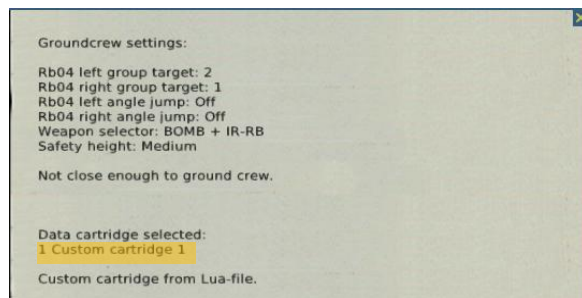 Groundcrew settings:
Rb04 left group target: 2
Rb04 right group target: 1
Rb04 left angle jump: Off
Rb04 right angle jump: Off
Weapon selector: BOMB + IR-RB
Safety height: Medium
Not close enough to ground crew.
Data cartridge selected:
1 Custom cartridge 1
Custom cartridge from Lua-file.